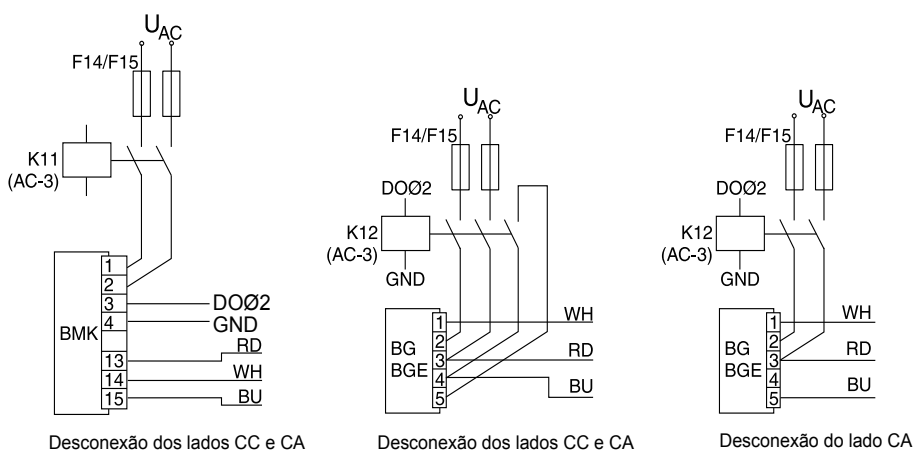 UAC
F14/F15
K11
(AC-3)
BMK
1
2
3
4
13
14
15
DOØ2
GND
RD
WH
BU
Desconexão dos lados CC e CA
UAC
F14/F15
DOØ2
K12
(AC-3)
GND
BG
BGE
1
2
3
4
5
WH
RD
BU
Desconexão dos lados CC e CA
UAC
F14/F15
DOØ2
K12
(AC-3)
GND
BG
BGE
1
2
3
4
5
WH
RD
BU
Desconexão do lado CA